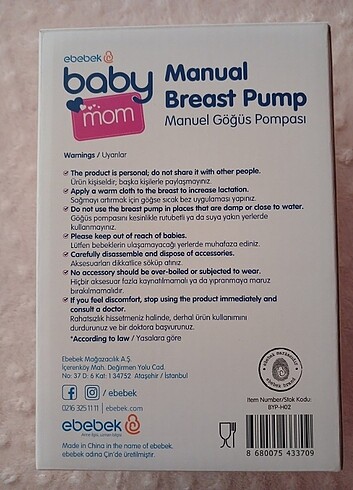 ebebek
baby
mom
Manual
Breast Pump
Manuel Göğüs Pompası
Warnings / Uyarılar
The product is personal; do not share it with other people.
Ürün kişiseldir; başka kişilerle paylaşmayınız.
Apply a warm cloth to the breast to increase lactation.
Sağmayı artırmak için göğse sıcak bez uygulaması yapınız.
Do not use the breast pump in places that are damp or close to water.
Göğüs pompasını kesinlikle rutubetli ya da suya yakın yerlerde
kullanmayınız.
Please keep out of reach of babies.
Lütfen bebeklerin ulaşamayacağı yerlerde muhafaza ediniz.
Carefully disassemble and dispose of accessories.
Aksesuarları dikkatlice söküp atınız.
No accessory should be over-boiled or subjected to wear.
Hiçbir aksesuar fazla kaynatılmamalı ya da yıpranmaya maruz
bırakılmamalıdır.
If you feel discomfort, stop using the product immediately and
consult a doctor.
Rahatsızlık hissetmeniz halinde, derhal ürün kullanımını
durdurunuz ve bir doktora başvurunuz.
*According to law / Yasalara göre
Ebebek Mağazacılık A.Ş.
İçerenköy Mah. Değirmen Yolu Cad.
No: 37 D: 6 Kat: 1 34752 Ataşehir / İstanbul
/ ebebek
0216 325 11 11 | ebebek.com
ebebek
Made in China in the name of ebebek.
ebebek adına Çin'de üretilmiştir.
Item Number/Stok Kodu:
BYP-H02
8 680075 433709